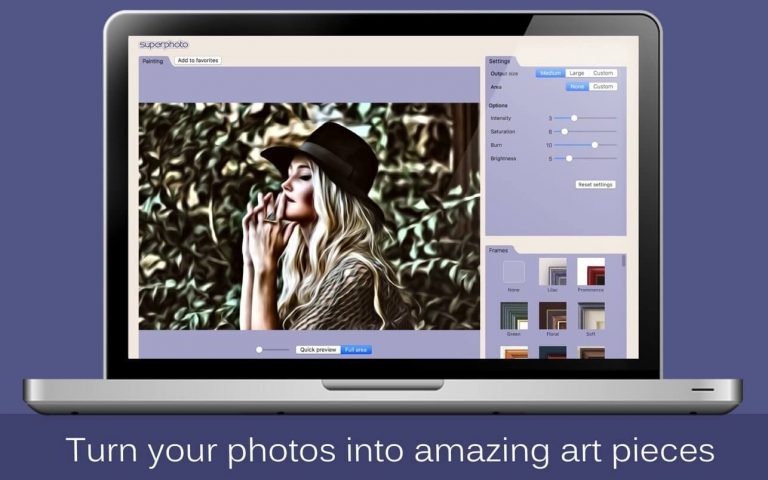 superphoto
Painting
Add to favorites
Settings
Output size Medium Large Custom
Area None Custom
Options
Intensity 3
Saturation 6
Burn 10
Brightness 5
Reset settings
Frames
None Lilac Prominence
Green Floral Soft
Quick preview Full area
Turn your photos into amazing art pieces